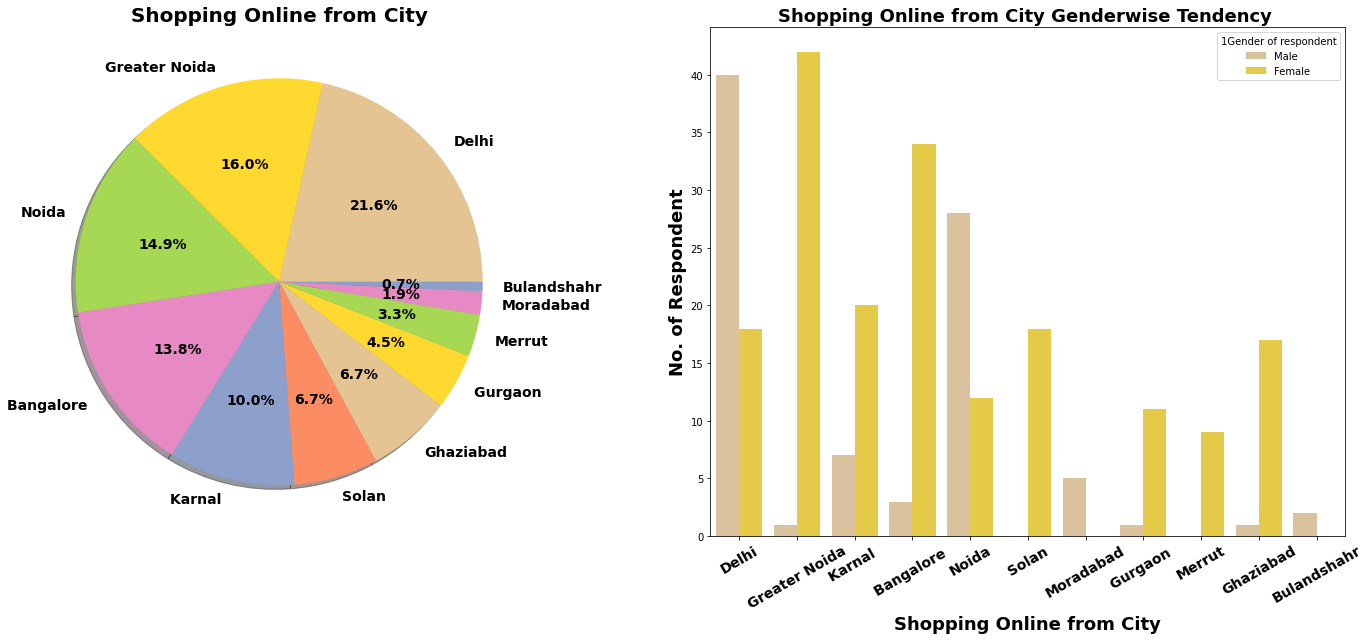 Shopping Online from City
Greater Noida
Delhi
16.0%
21.6%
Noida
14.9%
0.7%
Bulandshahr
1.9%
Moradabad
3.3%
Merrut
4.5%
13.8%
6.7%
Gurgaon
Bangalore
10.0%
6.7%
Ghaziabad
Karnal
Solan
Shopping Online from City Genderwise Tendency
1Gender of respondent
Male
Female
No. of Respondent
40
35
30
25
20
15
10
5
0
Delhi
Greater Noida
Karnal
Bangalore
Noida
Solan
Moradabad
Gurgaon
Merrut
Ghaziabad
Bulandshahr
Shopping Online from City